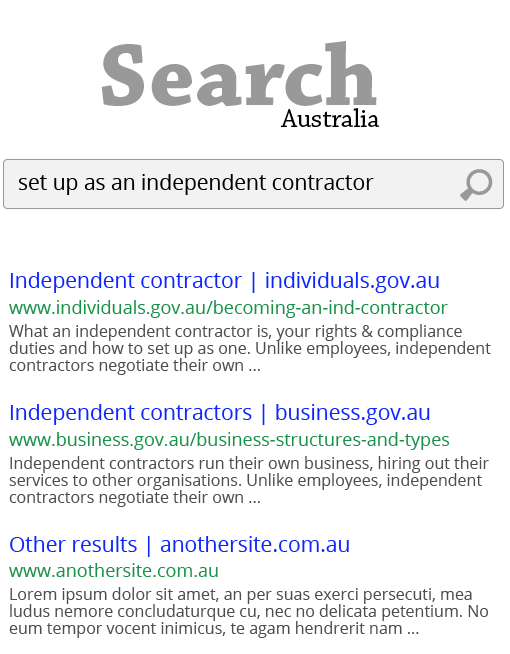 Search
Australia
set up as an independent contractor
Independent contractor | individuals.gov.au
www.individuals.gov.au/becoming-an-ind-contractor
What an independent contractor is, your rights & compliance
duties and how to set up as one. Unlike employees, independent
contractors negotiate their own ...
Independent contractors | business.gov.au
www.business.gov.au/business-structures-and-types
Independent contractors run their own business, hiring out their
services to other organisations. Unlike employees, independent
contractors negotiate their own ...
Other results | anothersite.com.au
www.anothersite.com.au
Lorem ipsum dolor sit amet, an per suas exerci persecuti, mea
ludus nemore concludaturque cu, nec no delicata petentium. No
eum tempor vocent inimicus, te agam hendrerit nam ...